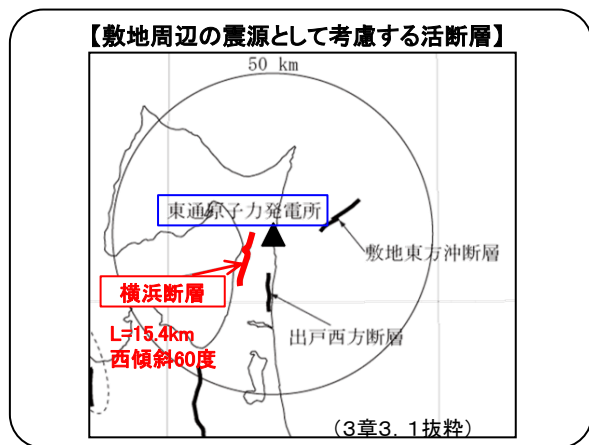 【敷地周辺の震源として考慮する活断層】
50 km
東通原子力発電所
敷地東方沖断層
横浜断層
L=15.4km
西傾斜60度
出戸西方断層
(3章3．1抜粋)